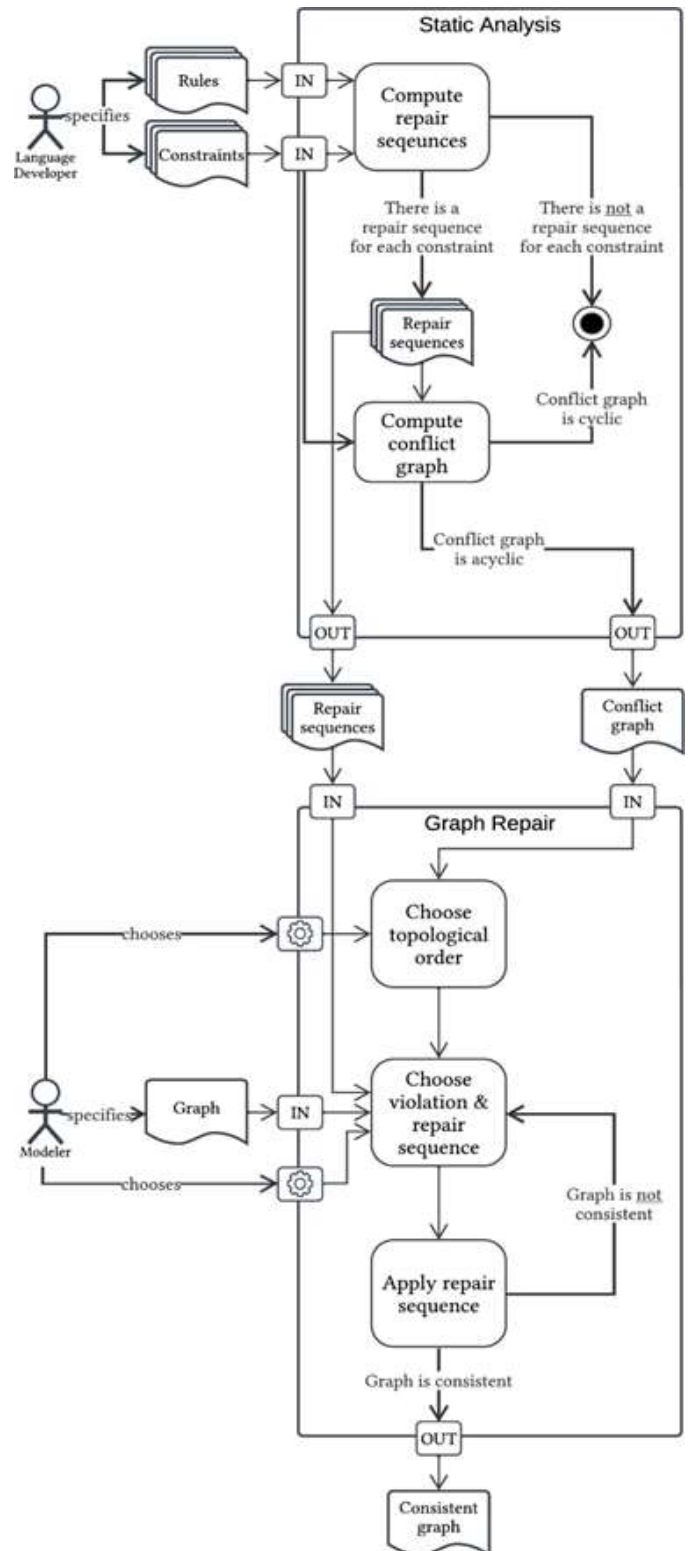 Static Analysis
Rules
IN
Compute
repair
seqeunces
specifies
Language
Developer
Constraints
IN
There is a
repair sequence
for each constraint
There is not a
repair sequence
for each constraint
Repair
sequences
Compute
conflict
graph
Conflict graph
is cyclic
Conflict graph
is acyclic
OUT
OUT
Repair
sequences
Conflict
graph
IN
IN
Graph Repair
Choose
topological
order
chooses
Choose
violation &
repair
sequence
specifies
Graph
IN
Modeler
chooses
Graph is not
consistent
Apply repair
sequence
Graph is consistent
OUT
Consistent
graph